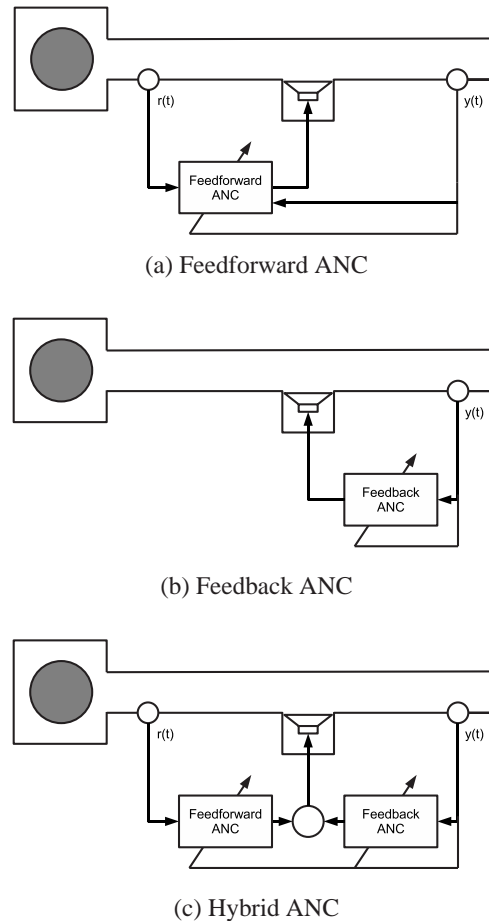 r(t)
y(t)
Feedforward
ANC
(a) Feedforward ANC
y(t)
Feedback
ANC
(b) Feedback ANC
r(t)
y(t)
Feedforward
ANC
Feedback
ANC
(c) Hybrid ANC